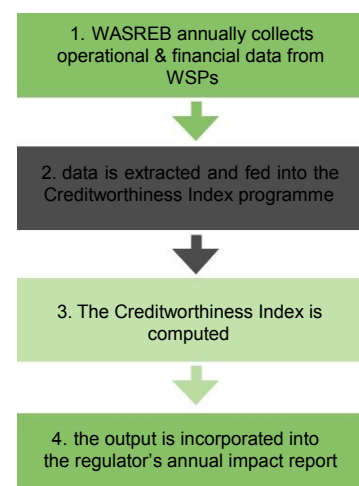 1. WASREB annually collects
operational & financial data from
WSPs
2. data is extracted and fed into the
Creditworthiness Index programme
3. The Creditworthiness Index is
computed
4. the output is incorporated into
the regulator’s annual impact report